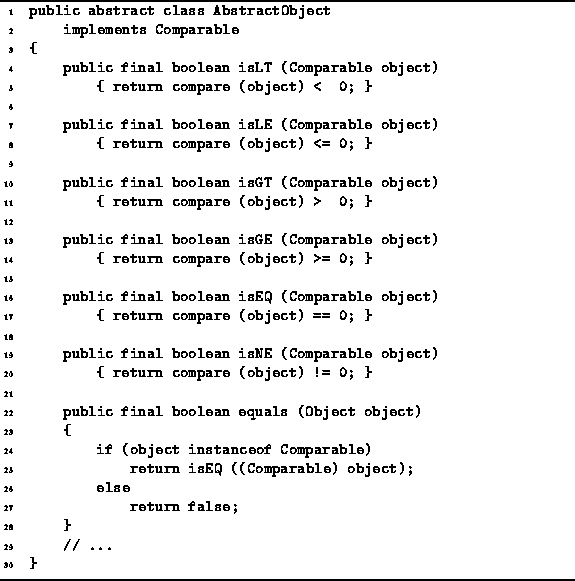 1 public abstract class AbstractObject
2     implements Comparable
3 {
4     public final boolean isLT (Comparable object)
5         { return compare (object) <  0; }
6
7     public final boolean isLE (Comparable object)
8         { return compare (object) <= 0; }
9
10     public final boolean isGT (Comparable object)
11         { return compare (object) >  0; }
12
13     public final boolean isGE (Comparable object)
14         { return compare (object) >= 0; }
15
16     public final boolean isEQ (Comparable object)
17         { return compare (object) == 0; }
18
19     public final boolean isNE (Comparable object)
20         { return compare (object) != 0; }
21
22     public final boolean equals (Object object)
23     {
24         if (object instanceof Comparable)
25             return isEQ ((Comparable) object);
26         else
27             return false;
28     }
29     // ...
30 }